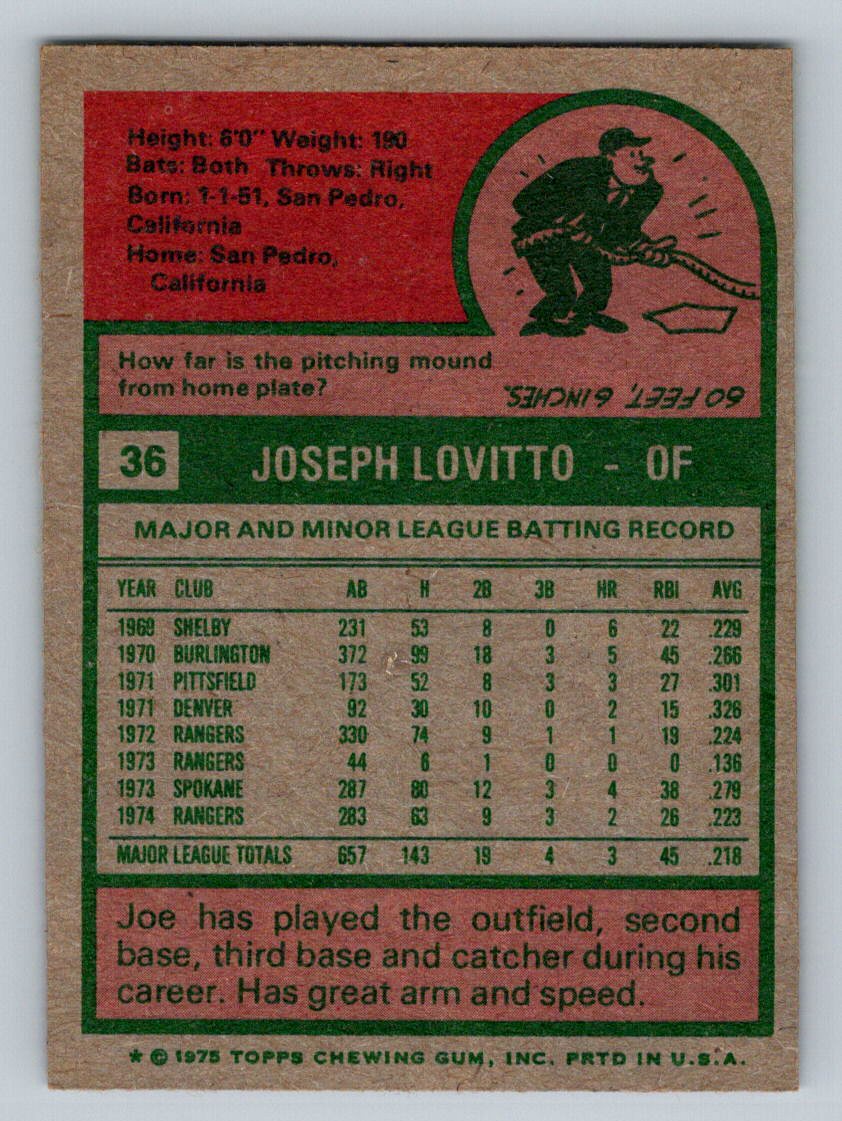 Height: 6'0" Weight: 190
Bats: Both Throws: Right
Born: 1-1-51, San Pedro,
California
Home: San Pedro,
California
How far is the pitching mound
from home plate?
60 FEET, 6 INCHES.
36 JOSEPH LOVITTO - OF
MAJOR AND MINOR LEAGUE BATTING RECORD
YEAR CLUB AB H 2B 3B HR RBI AVG
1969 SHELBY 231 53 8 0 6 22 .229
1970 BURLINGTON 372 99 18 3 5 45 .266
1971 PITTSFIELD 173 52 8 3 3 27 .301
1971 DENVER 92 30 10 0 2 15 .326
1972 RANGERS 330 74 9 1 1 19 .224
1973 RANGERS 44 6 1 0 0 0 .136
1973 SPOKANE 287 80 12 3 4 38 .279
1974 RANGERS 283 63 9 3 2 26 .223
MAJOR LEAGUE TOTALS 657 143 19 4 3 45 .218
Joe has played the outfield, second
base, third base and catcher during his
career. Has great arm and speed.
* © 1975 TOPPS CHEWING GUM, INC. PRTD IN U.S.A.